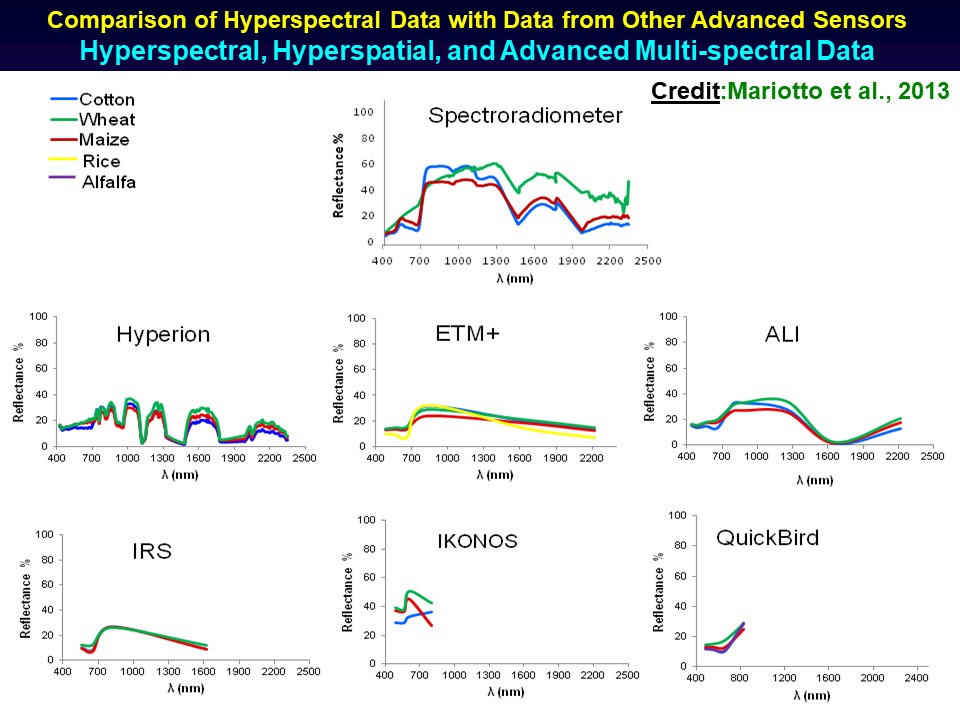 Comparison of Hyperspectral Data with Data from Other Advanced Sensors
Hyperspectral, Hyperspatial, and Advanced Multi-spectral Data
Credit:Mariotto et al., 2013
Cotton
Wheat
Maize
Rice
Alfalfa
Spectroradiometer
Reflectance %
100
80
60
40
20
0
400 700 1000 1300 1600 1900 2200 2500
λ (nm)
Hyperion
Reflectance %
100
80
60
40
20
0
400 700 1000 1300 1600 1900 2200 2500
λ (nm)
ETM+
Reflectance %
100
80
60
40
20
0
400 700 1000 1300 1600 1900 2200
λ (nm)
ALI
Reflectance %
100
80
60
40
20
0
400 700 1000 1300 1600 1900 2200 2500
λ (nm)
IRS
Reflectance %
100
80
60
40
20
0
400 700 1000 1300 1600 1900 2200 2500
λ (nm)
IKONOS
Reflectance %
100
80
60
40
20
0
400 700 1000 1300 1600 1900 2200 2500
λ (nm)
QuickBird
Reflectance %
100
80
60
40
20
0
400 800 1200 1600 2000 2400
λ (nm)